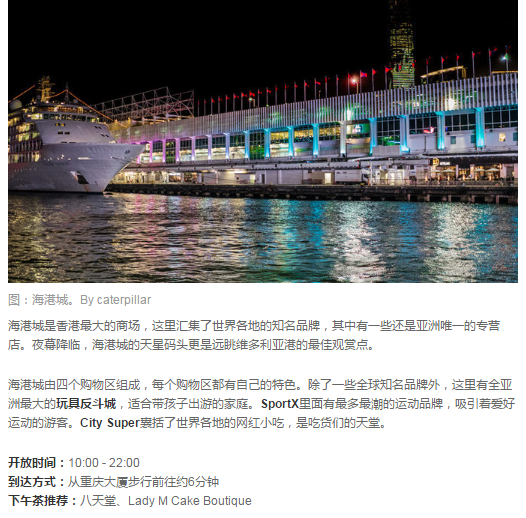 图：海港城。By caterpillar
海港城是香港最大的商场，这里汇集了世界各地的知名品牌，其中有一些还是亚洲唯一的专营
店。夜幕降临，海港城的天星码头更是远眺维多利亚港的最佳观赏点。
海港城由四个购物区组成，每个购物区都有自己的特色。除了一些全球知名品牌外，这里有全亚
洲最大的玩具反斗城，适合带孩子出游的家庭。SportX里面有最多最潮的运动品牌，吸引着爱好
运动的游客。City Super囊括了世界各地的网红小吃，是吃货们的天堂。
开放时间：10:00 - 22:00
到达方式：从重庆大厦步行前往约6分钟
下午茶推荐：八天堂、Lady M Cake Boutique